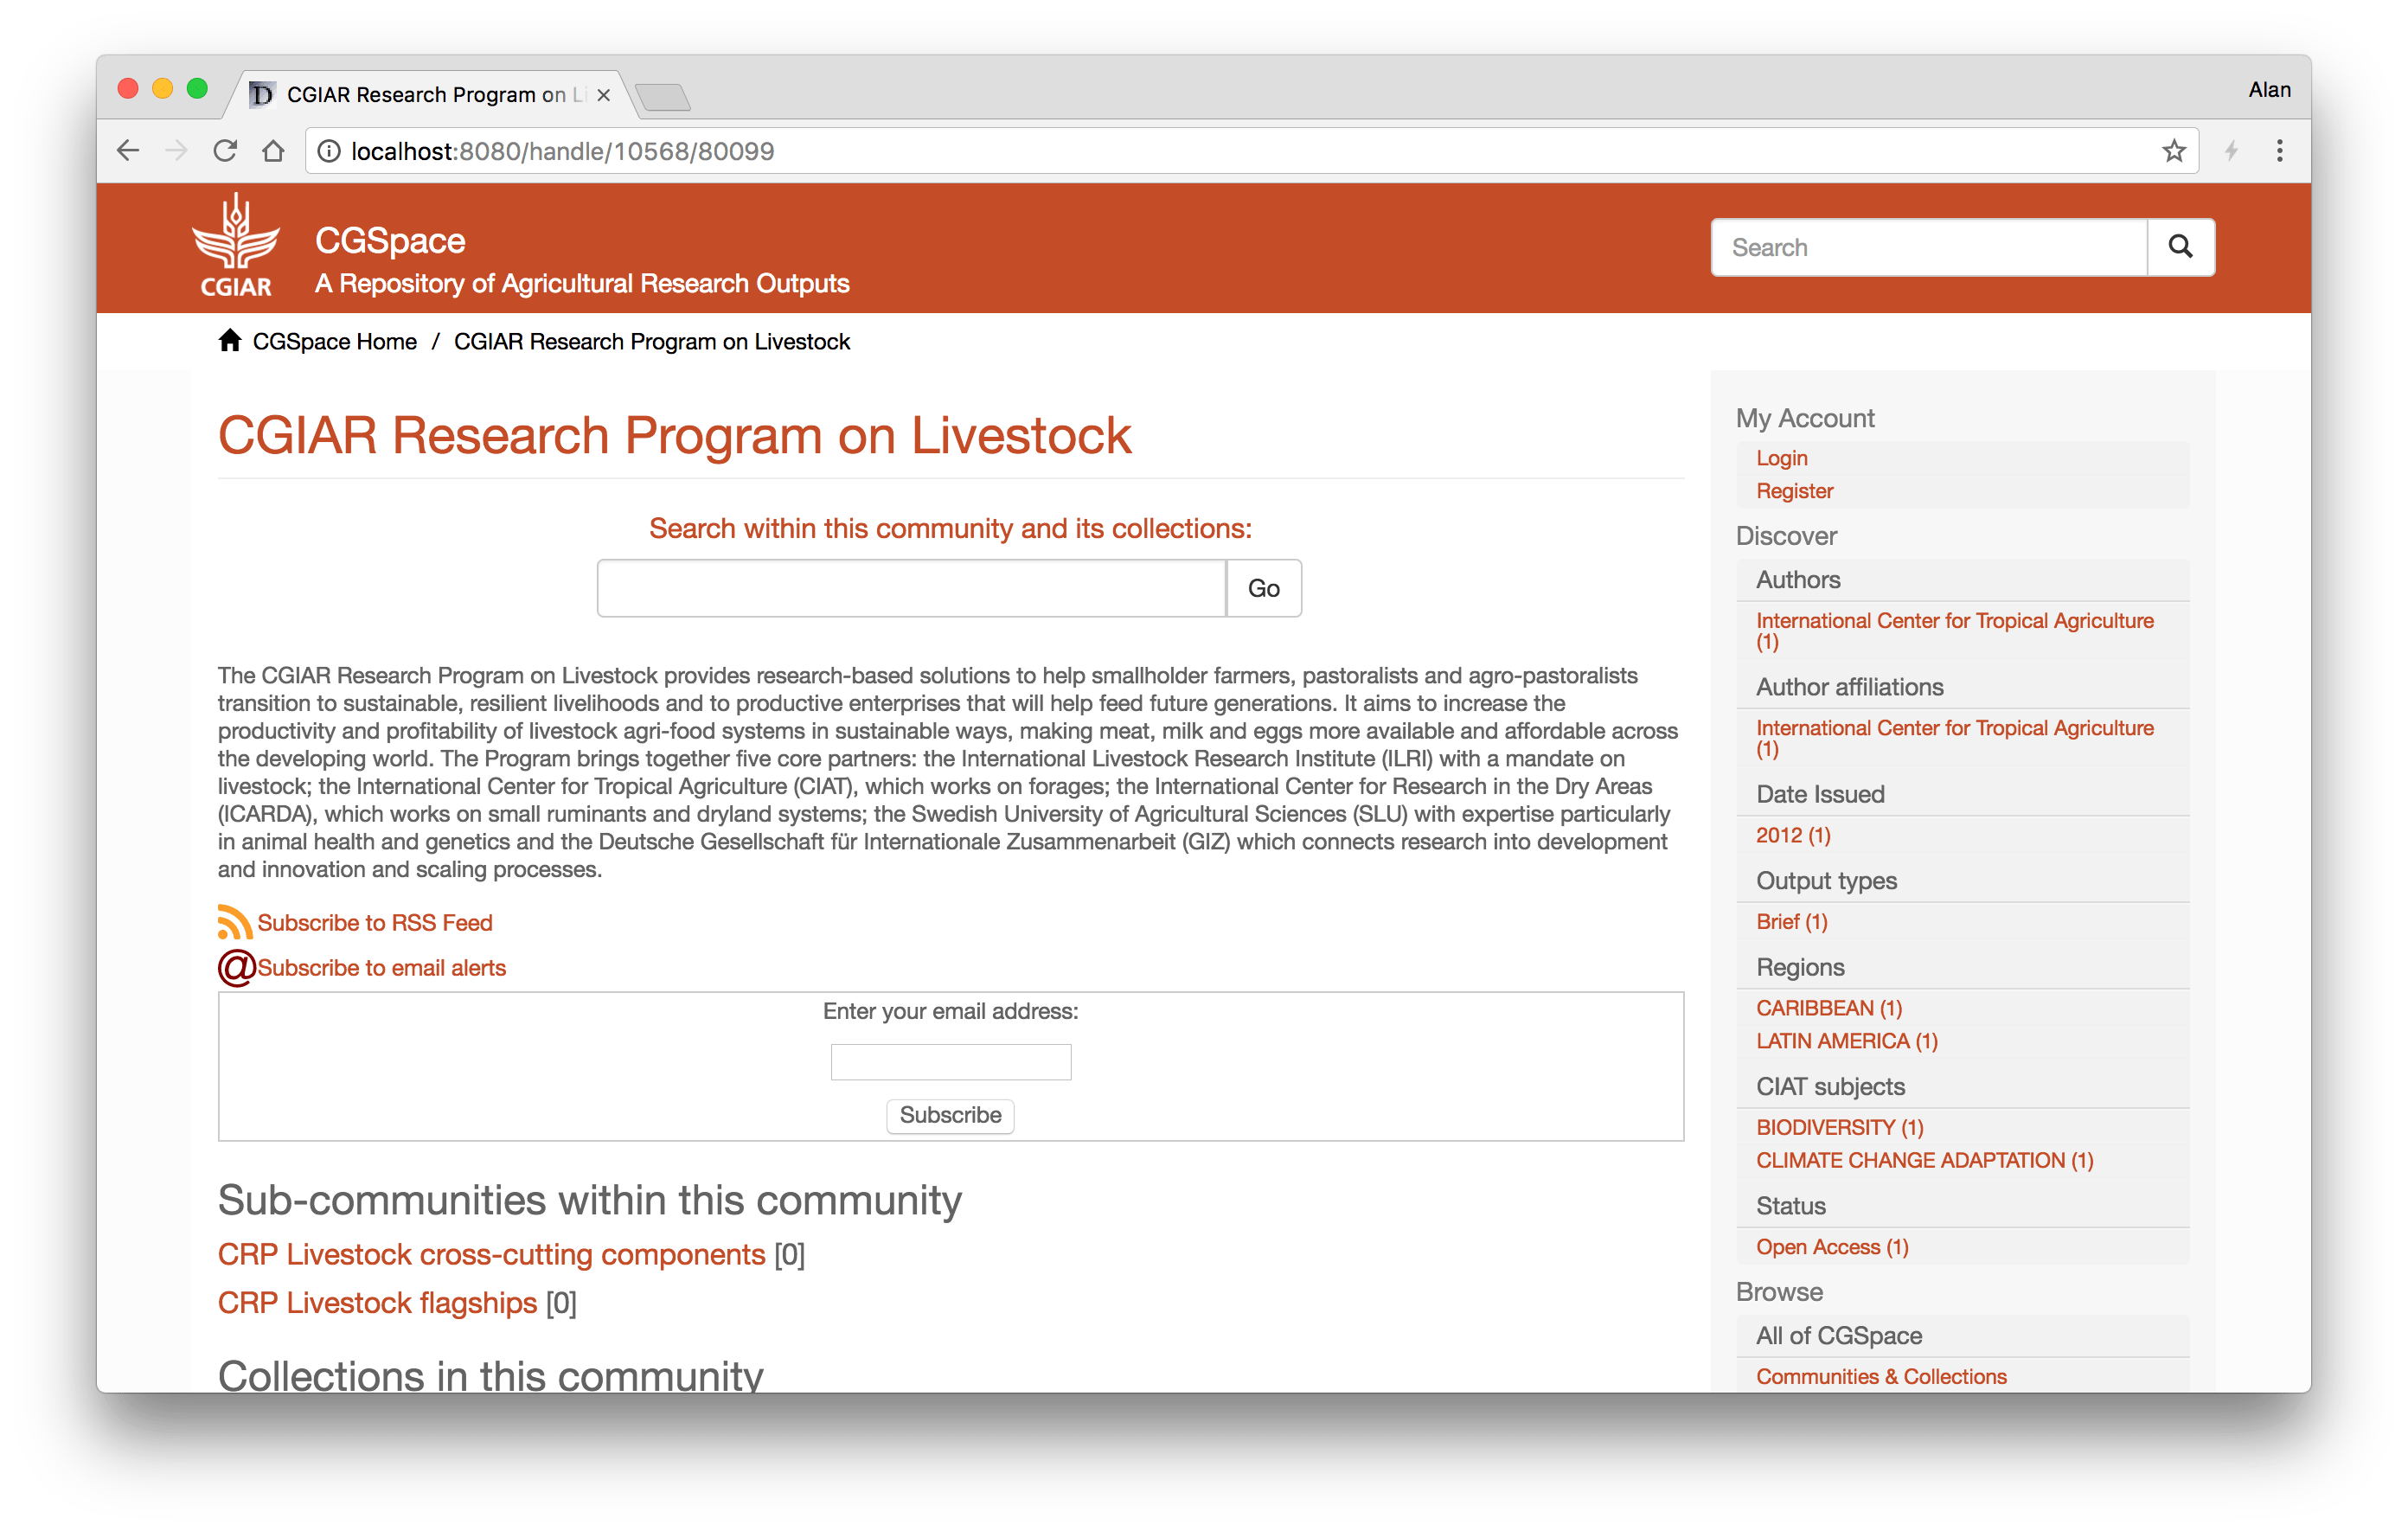 D CGIAR Research Program on Li
Alan
localhost:8080/handle/10568/80099
CGIAR
CGSpace
A Repository of Agricultural Research Outputs
Search
CGSpace Home / CGIAR Research Program on Livestock
CGIAR Research Program on Livestock
Search within this community and its collections:
Go
The CGIAR Research Program on Livestock provides research-based solutions to help smallholder farmers, pastoralists and agro-pastoralists
transition to sustainable, resilient livelihoods and to productive enterprises that will help feed future generations. It aims to increase the
productivity and profitability of livestock agri-food systems in sustainable ways, making meat, milk and eggs more available and affordable across
the developing world. The Program brings together five core partners: the International Livestock Research Institute (ILRI) with a mandate on
livestock; the International Center for Tropical Agriculture (CIAT), which works on forages; the International Center for Research in the Dry Areas
(ICARDA), which works on small ruminants and dryland systems; the Swedish University of Agricultural Sciences (SLU) with expertise particularly
in animal health and genetics and the Deutsche Gesellschaft für Internationale Zusammenarbeit (GIZ) which connects research into development
and innovation and scaling processes.
Subscribe to RSS Feed
@ Subscribe to email alerts
Enter your email address:
Subscribe
Sub-communities within this community
CRP Livestock cross-cutting components [0]
CRP Livestock flagships [0]
Collections in this community
My Account
Login
Register
Discover
Authors
International Center for Tropical Agriculture
(1)
Author affiliations
International Center for Tropical Agriculture
(1)
Date Issued
2012 (1)
Output types
Brief (1)
Regions
CARIBBEAN (1)
LATIN AMERICA (1)
CIAT subjects
BIODIVERSITY (1)
CLIMATE CHANGE ADAPTATION (1)
Status
Open Access (1)
Browse
All of CGSpace
Communities & Collections